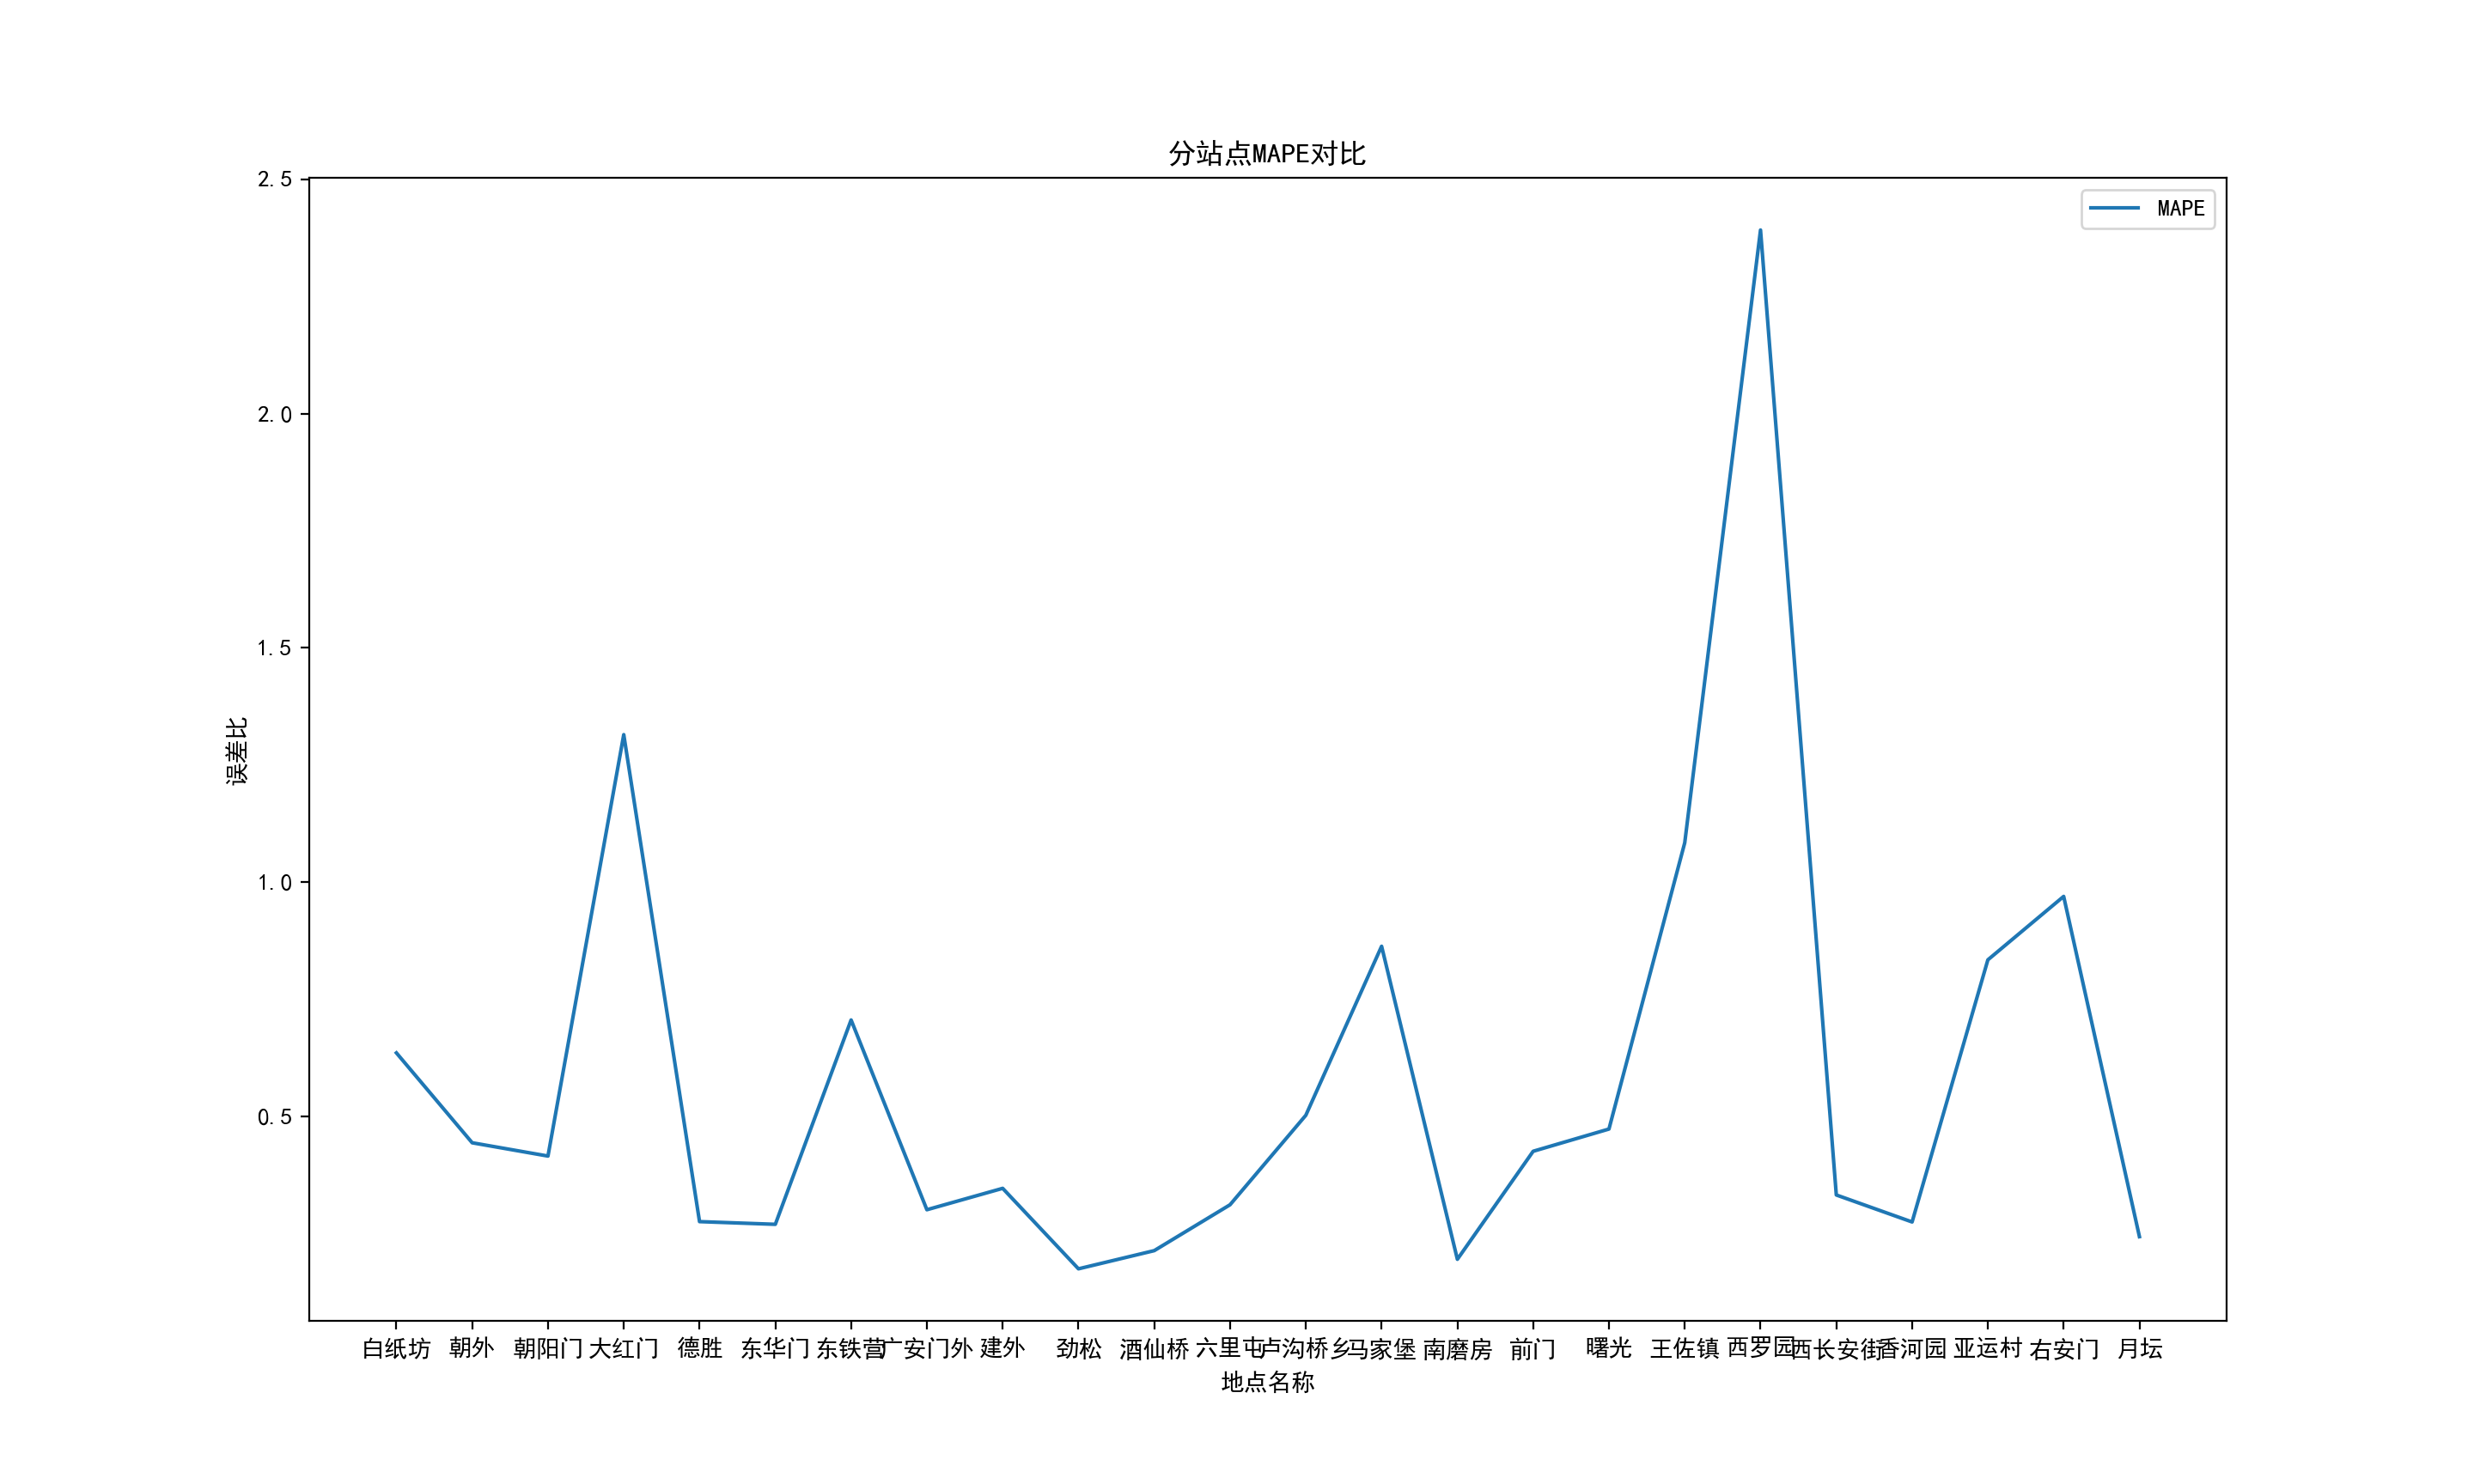 分站点MAPE对比
MAPE
2.5
2.0
1.5
1.0
0.5
误差比
白纸坊 朝外 朝阳门 大红门 德胜 东华门 东铁营 广安门外 建外 劲松 酒仙桥 六里屯 卢沟桥乡 马家堡 南磨房 前门 曙光 王佐镇 西罗园 西长安街 香河园 亚运村 右安门 月坛
地点名称